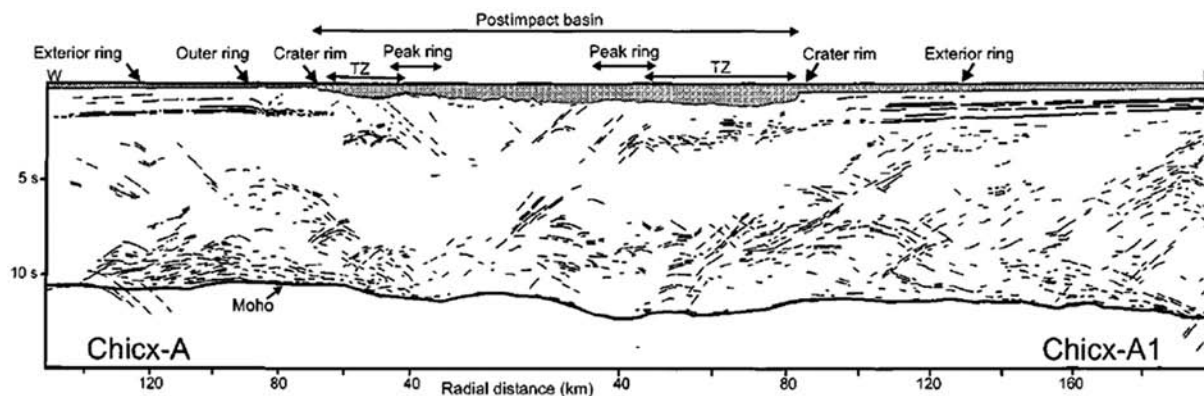 Postimpact basin
Exterior ring Outer ring Crater rim Peak ring Peak ring Crater rim Exterior ring
W TZ TZ
5 s
10 s
Moho
Chicx-A Chicx-A1
120 80 40 40 80 120 160
Radial distance (km)